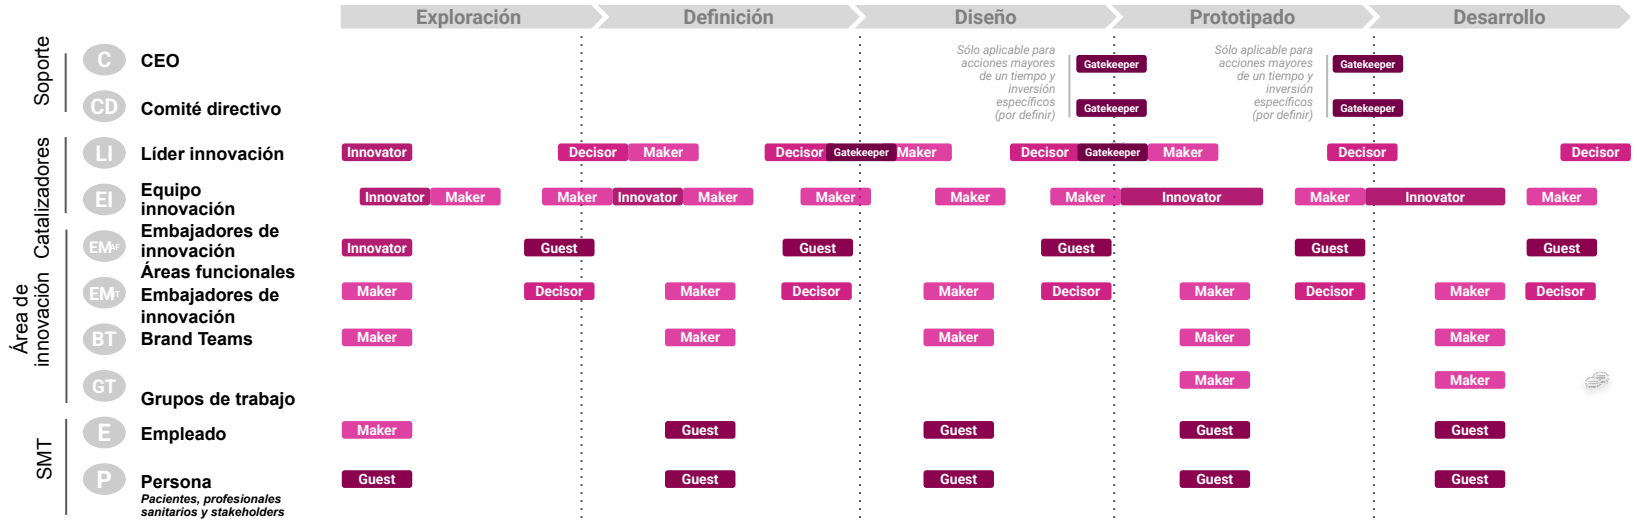 Exploración
Definición
Diseño
Prototipado
Desarrollo
Soporte
C
CEO
Sólo aplicable para
acciones mayores
de un tiempo y
inversión
específicos
(por definir)
Gatekeeper
Sólo aplicable para
acciones mayores
de un tiempo y
inversión
específicos
(por definir)
Gatekeeper
CD
Comité directivo
Gatekeeper
Gatekeeper
Catalizadores
LI
Líder innovación
Innovator
Decisor
Maker
Decisor
Gatekeeper
Maker
Decisor
Gatekeeper
Maker
Decisor
Decisor
EI
Equipo
innovación
Innovator
Maker
Maker
Innovator
Maker
Maker
Maker
Maker
Innovator
Maker
Innovator
Maker
Área de
innovación
EMAF
Embajadores de
innovación
Áreas funcionales
Innovator
Guest
Guest
Guest
Guest
Guest
EMIT
Embajadores de
innovación
Maker
Decisor
Maker
Decisor
Maker
Decisor
Maker
Decisor
Maker
Decisor
BT
Brand Teams
Maker
Maker
Maker
Maker
Maker
GT
Grupos de trabajo
Maker
Maker
SMT
E
Empleado
Maker
Guest
Guest
Guest
Guest
P
Persona
Pacientes, profesionales
sanitarios y stakeholders
Guest
Guest
Guest
Guest
Guest